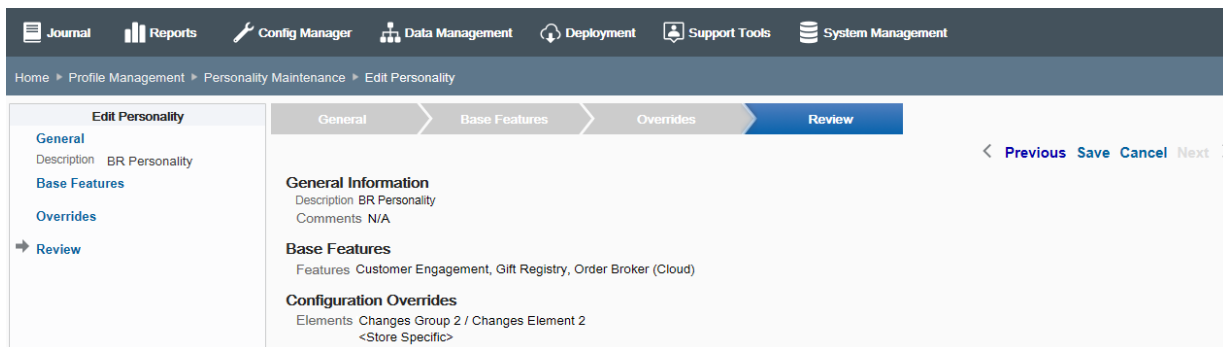 Journal Reports Config Manager Data Management Deployment Support Tools System Management
Home Profile Management Personality Maintenance Edit Personality
Edit Personality
General
Description BR Personality
Base Features
Overrides
Review
General Base Features Overrides Review
Previous Save Cancel Next
General Information
Description BR Personality
Comments N/A
Base Features
Features Customer Engagement, Gift Registry, Order Broker (Cloud)
Configuration Overrides
Elements Changes Group 2 / Changes Element 2
<Store Specific>